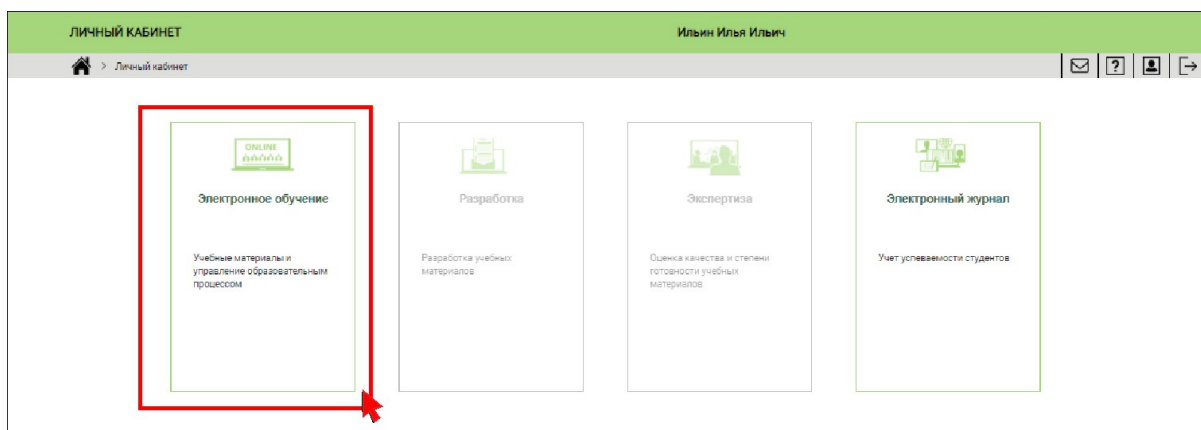 ЛИЧНЫЙ КАБИНЕТ
Ильин Илья Ильич
> Личный кабинет
?
ONLINE
Электронное обучение
Учебные материалы и
управление образовательным
процессом
Разработка
Разработка учебных
материалов
Экспертиза
Оценка качества и степени
готовности учебных
материалов
Электронный журнал
Учет успеваемости студентов